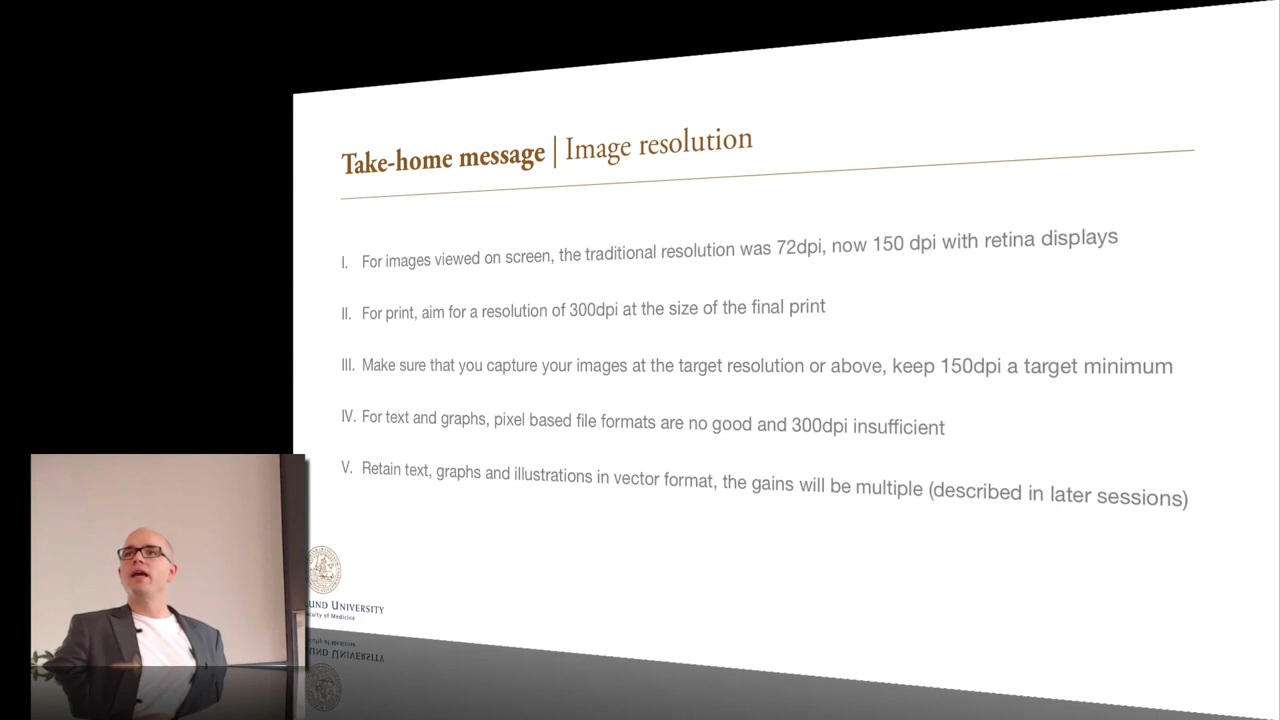 Take-home message | Image resolution
I. For images viewed on screen, the traditional resolution was 72dpi, now 150 dpi with retina displays
II. For print, aim for a resolution of 300dpi at the size of the final print
III. Make sure that you capture your images at the target resolution or above, keep 150dpi a target minimum
IV. For text and graphs, pixel based file formats are no good and 300dpi insufficient
V. Retain text, graphs and illustrations in vector format, the gains will be multiple (described in later sessions)
UND UNIVERSITY
aculty of Medicine